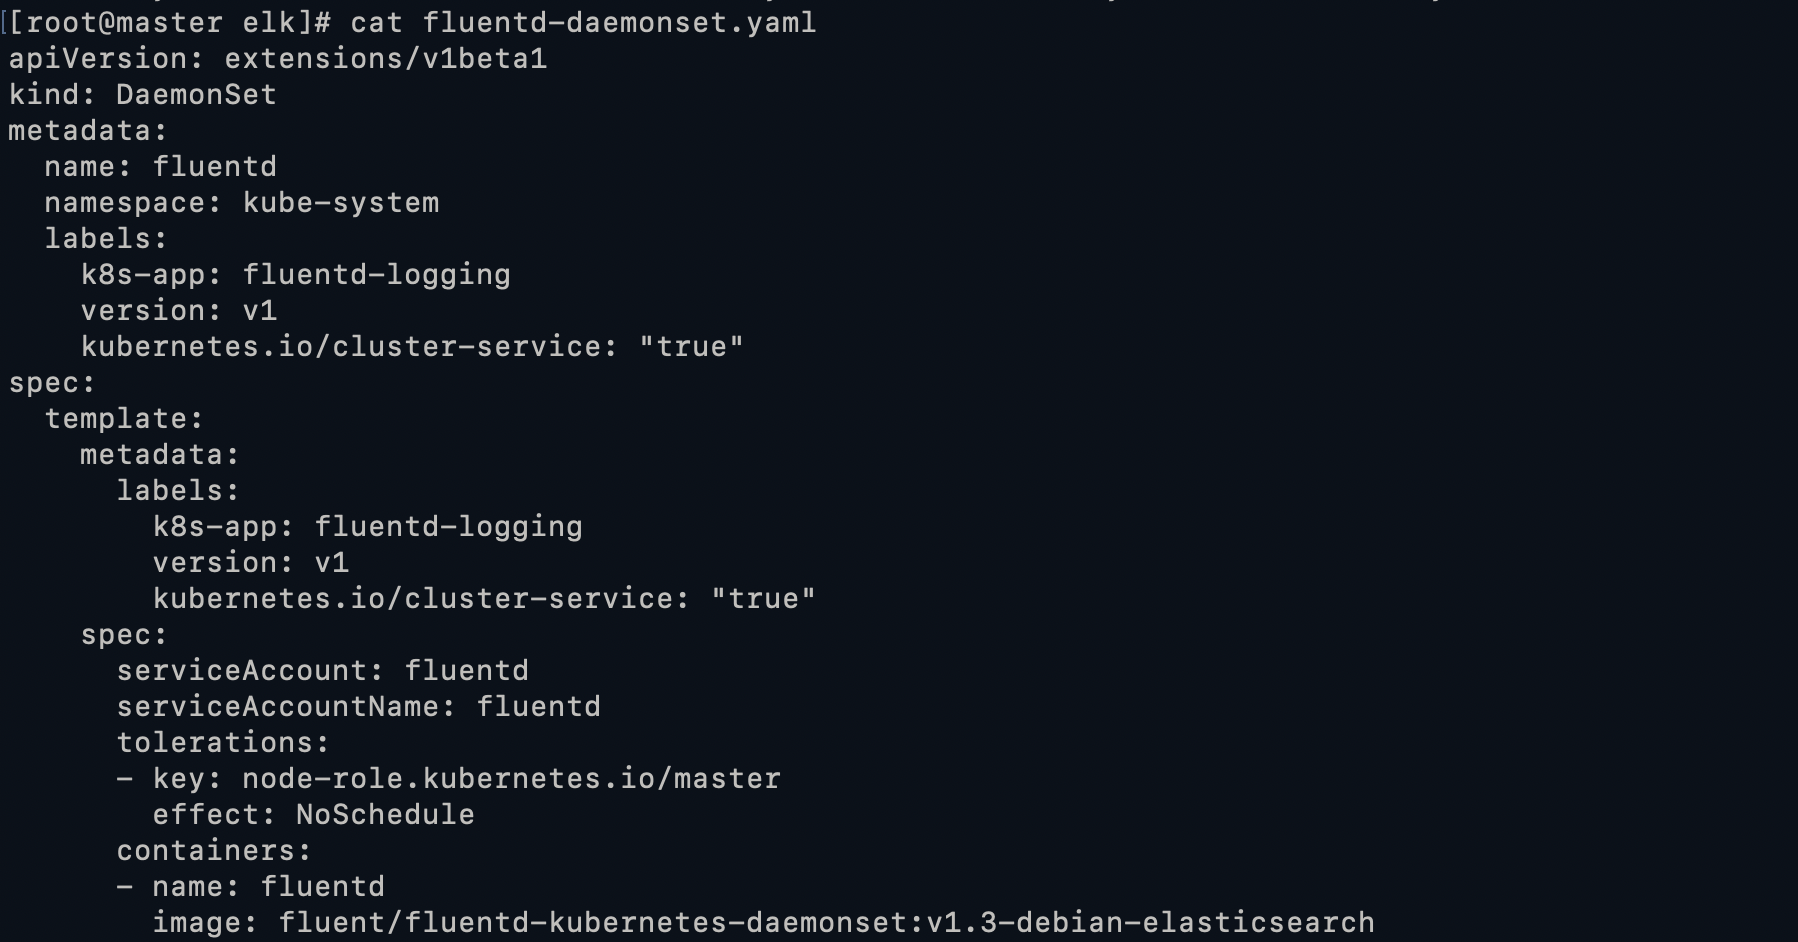 [[root@master elk]# cat fluentd-daemonset.yaml
apiVersion: extensions/v1beta1
kind: DaemonSet
metadata:
  name: fluentd
  namespace: kube-system
  labels:
    k8s-app: fluentd-logging
    version: v1
    kubernetes.io/cluster-service: "true"
spec:
  template:
    metadata:
      labels:
        k8s-app: fluentd-logging
        version: v1
        kubernetes.io/cluster-service: "true"
    spec:
      serviceAccount: fluentd
      serviceAccountName: fluentd
      tolerations:
      - key: node-role.kubernetes.io/master
        effect: NoSchedule
      containers:
      - name: fluentd
        image: fluent/fluentd-kubernetes-daemonset:v1.3-debian-elasticsearch